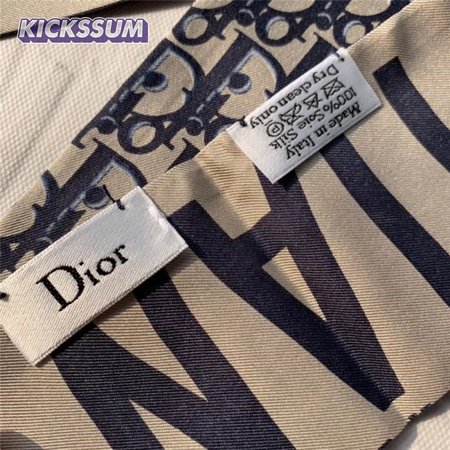 KICKSSUM
Dior
Made in Italy
100% Soie Silk
Dry clean only